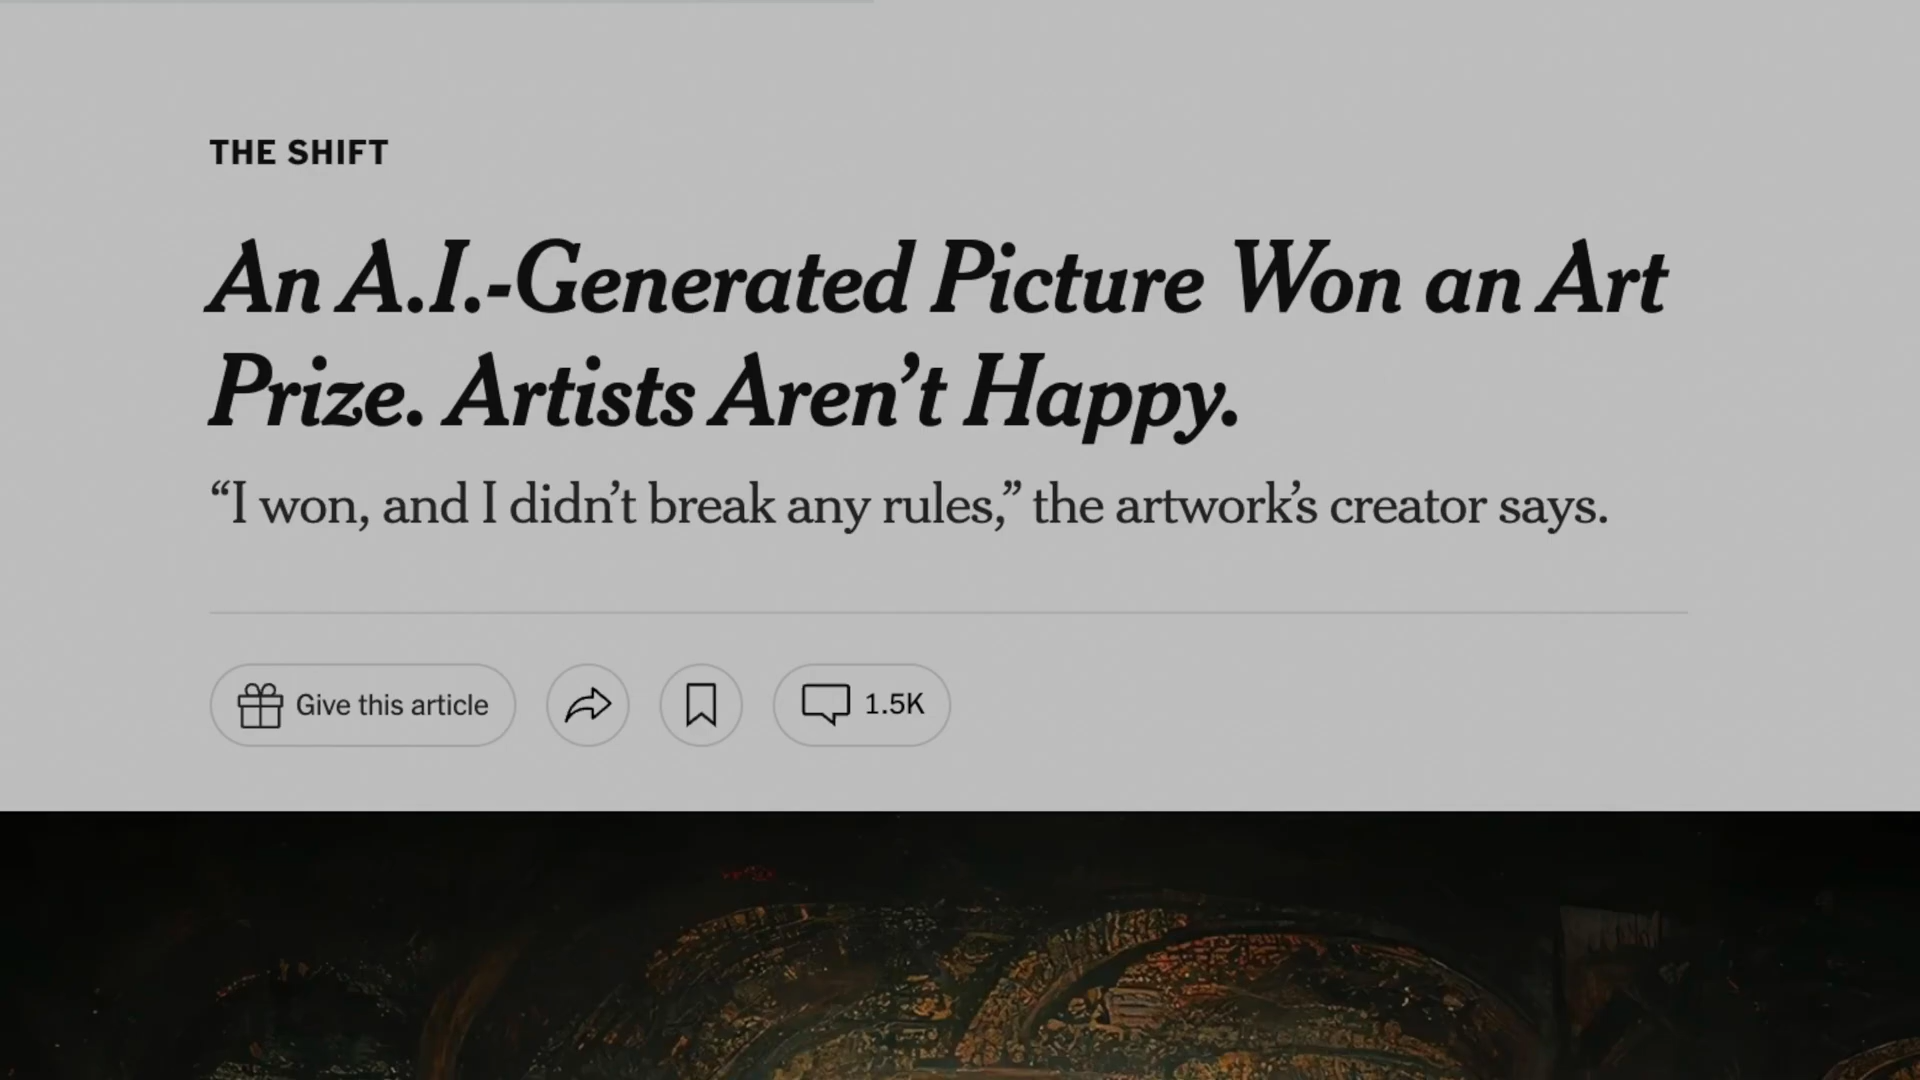 THE SHIFT
An A.I.-Generated Picture Won an Art
Prize. Artists Aren’t Happy.
“I won, and I didn’t break any rules,” the artwork’s creator says.
Give this article
1.5K